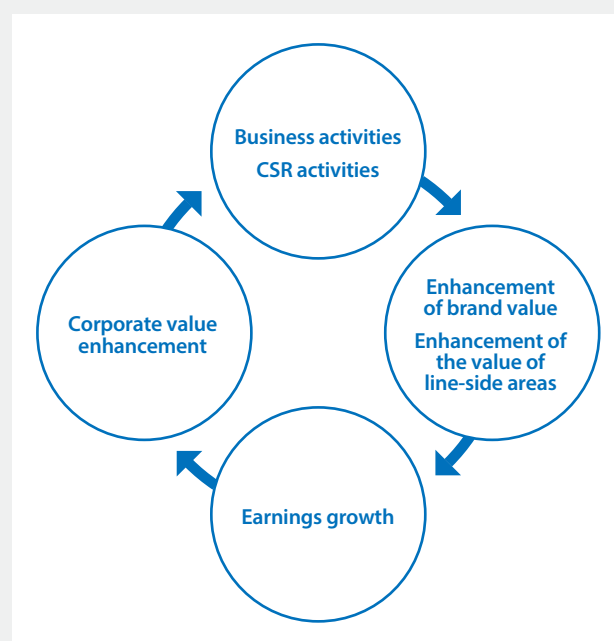 Business activities
CSR activities
Enhancement
of brand value
Enhancement of
the value of
line-side areas
Earnings growth
Corporate value
enhancement